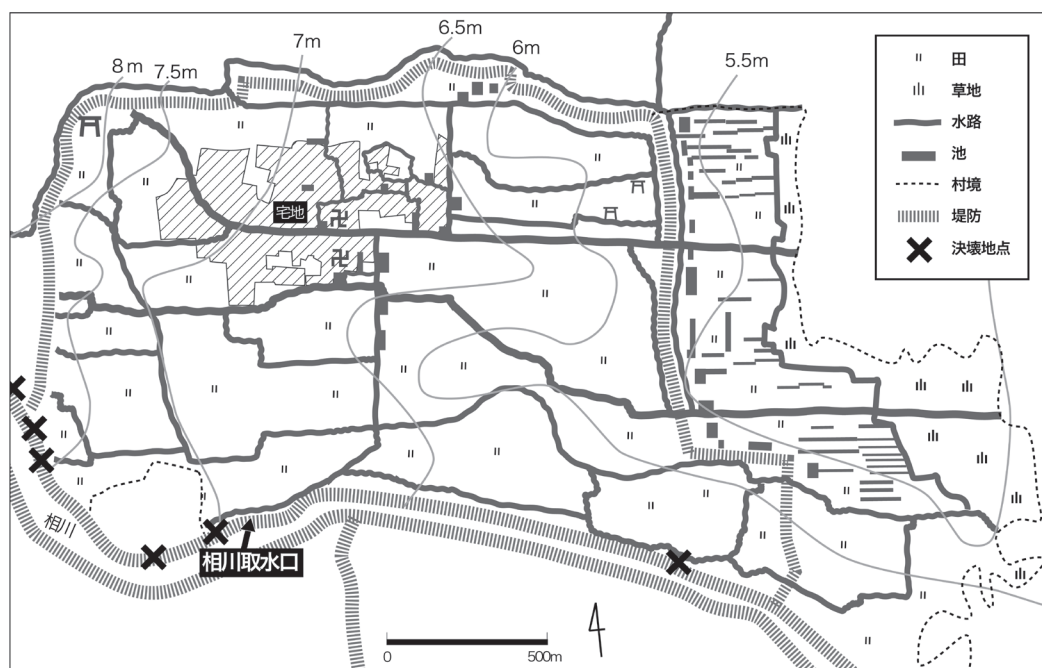 8m
7.5m
7m
6.5m
6m
5.5m
宅地
相川
相川取水口
0
500m
田
草地
水路
池
村境
堤防
決壊地点